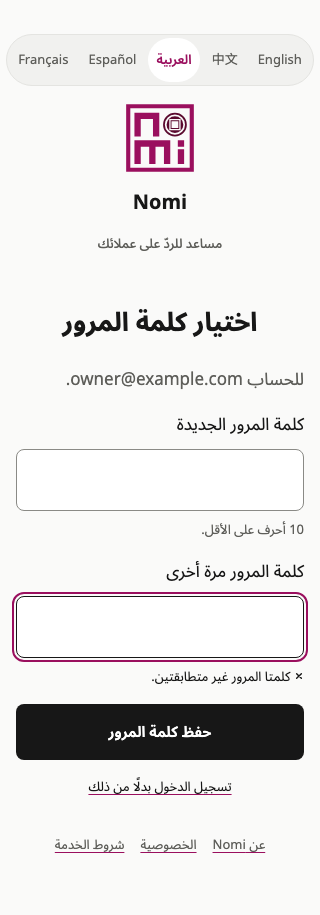 English 中文 العربية Español Français
nomi
Nomi
مساعد للردّ على عملائك
اختيار كلمة المرور
للحساب owner@example.com.
كلمة المرور الجديدة
10 أحرف على الأقل.
كلمة المرور مرة أخرى
× كلمتا المرور غير متطابقتين.
حفظ كلمة المرور
تسجيل الدخول بدلًا من ذلك
عن Nomi الخصوصية شروط الخدمة